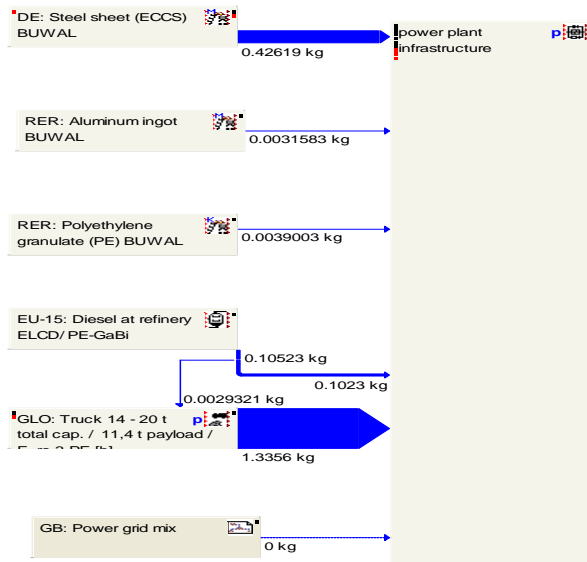 DE: Steel sheet (ECCS)
BUWAL
0.42619 kg
power plant
infrastructure
p
RER: Aluminum ingot
BUWAL
0.0031583 kg
RER: Polyethylene
granulate (PE) BUWAL
0.0039003 kg
EU-15: Diesel at refinery
ELCD/PE-GaBi
0.10523 kg
0.1023 kg
0.0029321 kg
GLO: Truck 14 - 20 t
total cap. / 11,4 t payload /
p
1.3356 kg
GB: Power grid mix
0 kg